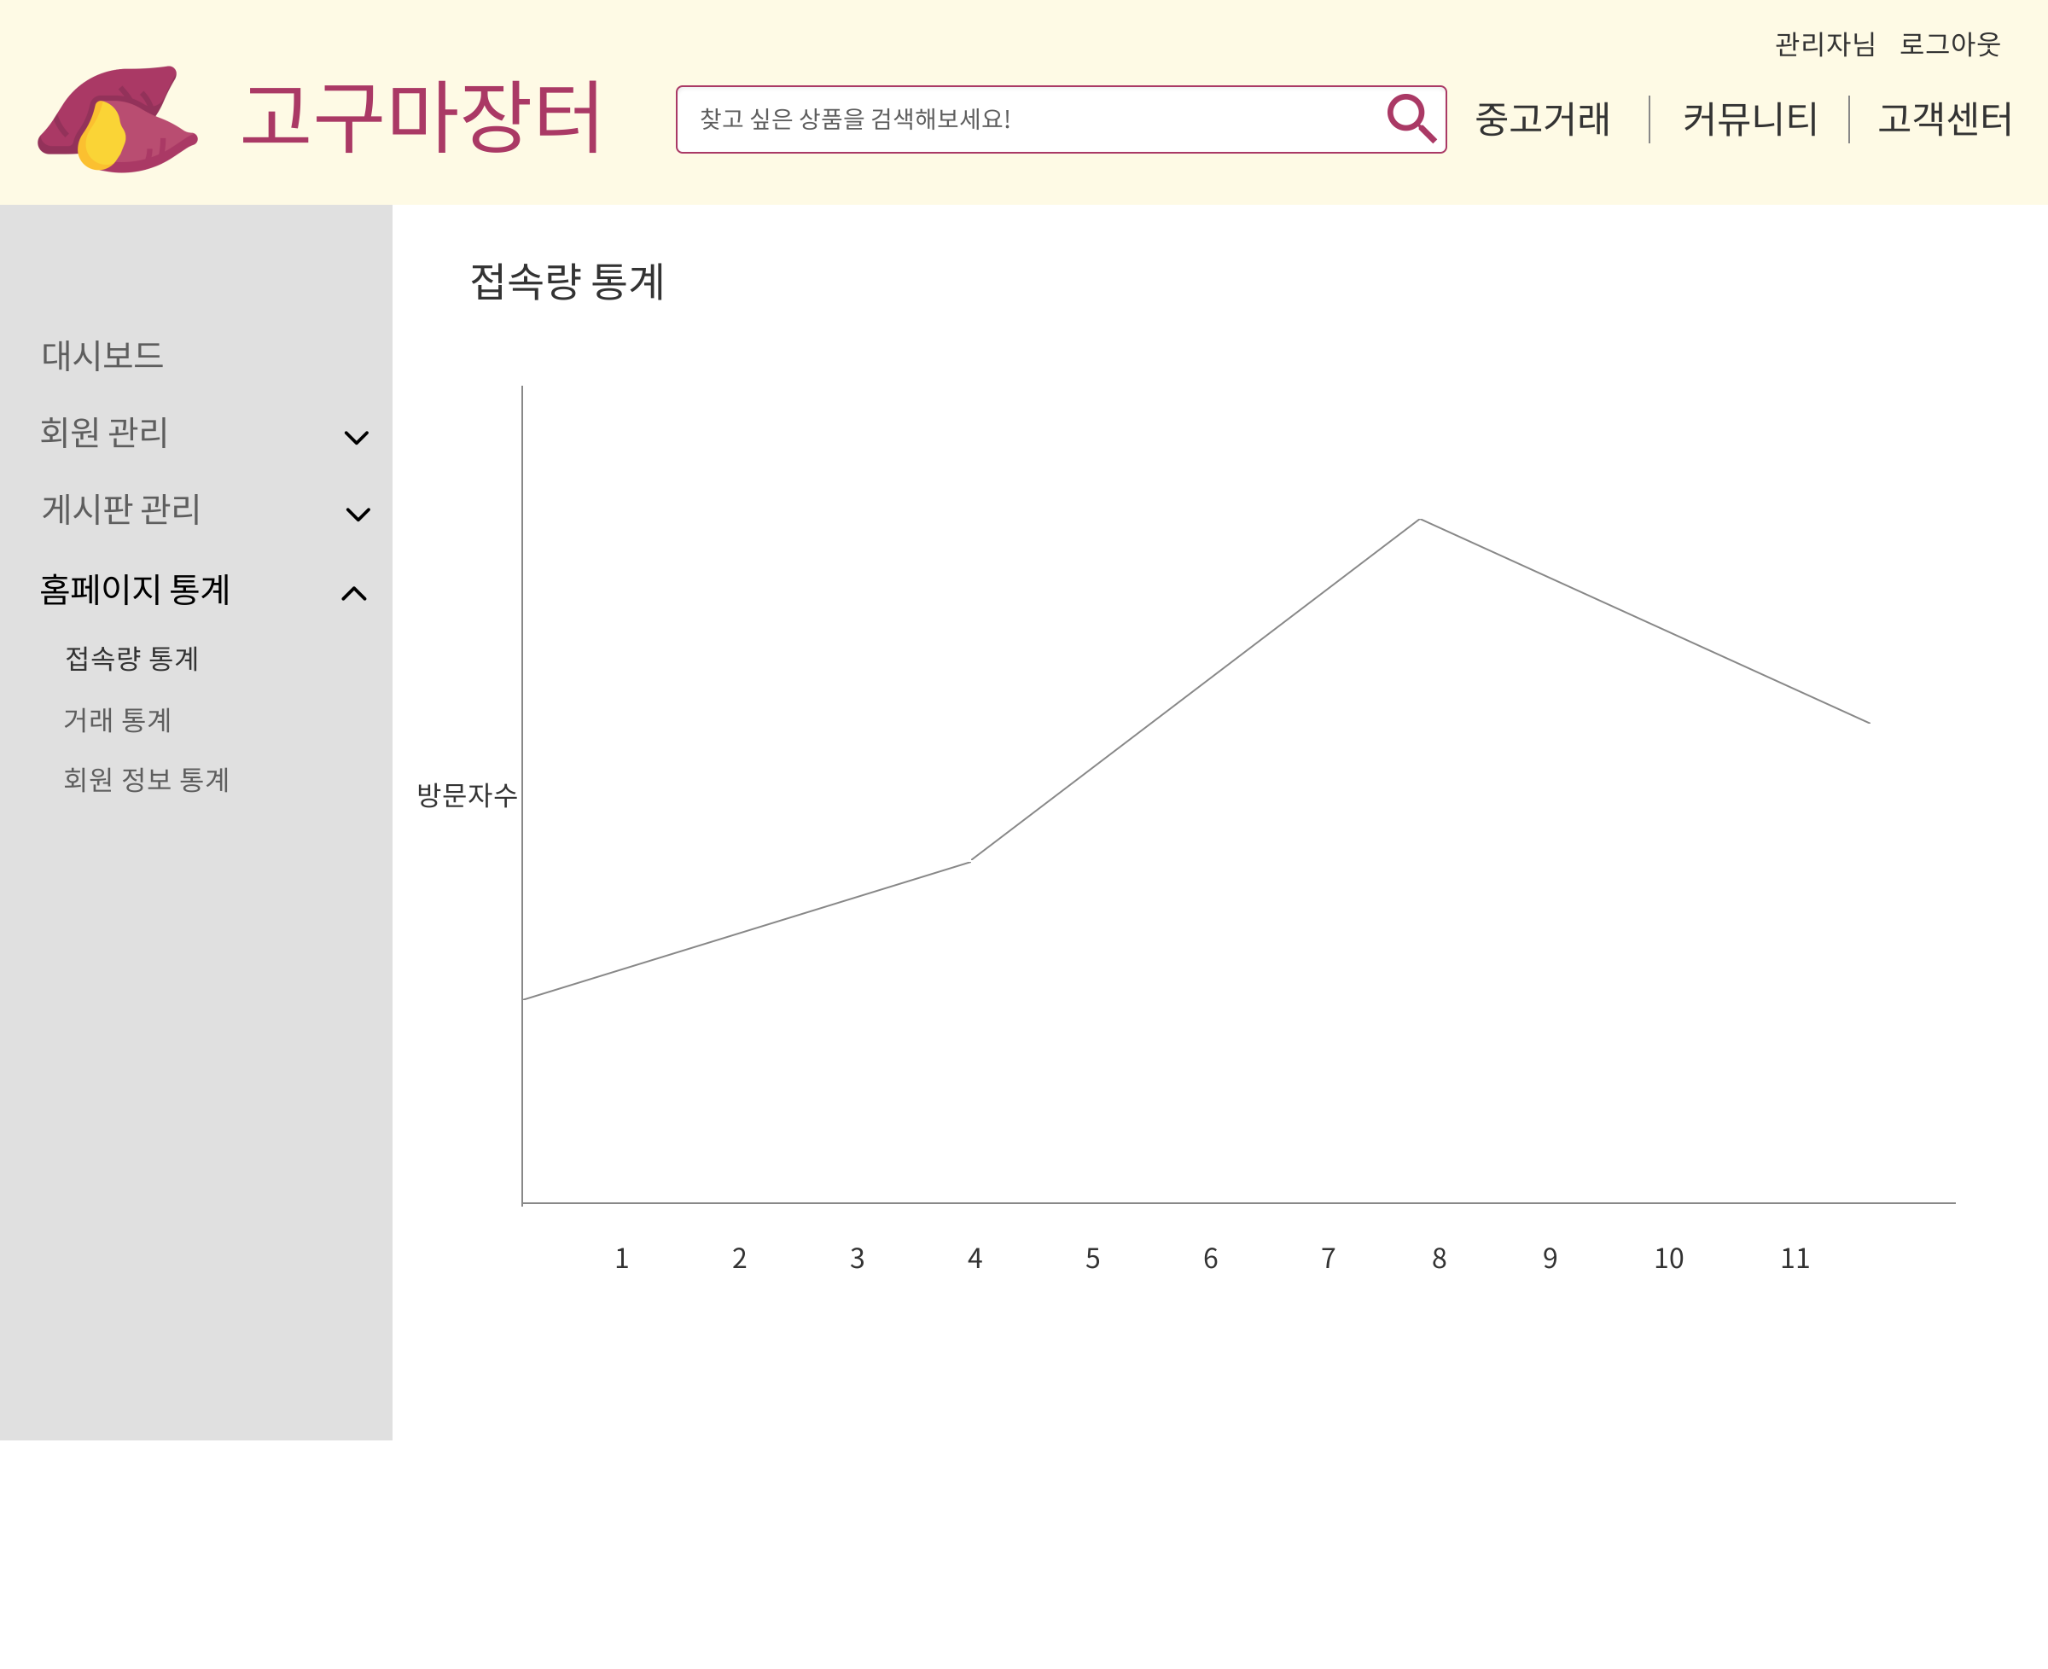 관리자님 로그아웃
고구마장터
찾고 싶은 상품을 검색해보세요!
중고거래 커뮤니티 고객센터
대시보드
회원 관리
게시판 관리
홈페이지 통계
접속량 통계
거래 통계
회원 정보 통계
접속량 통계
방문자수
1 2 3 4 5 6 7 8 9 10 11